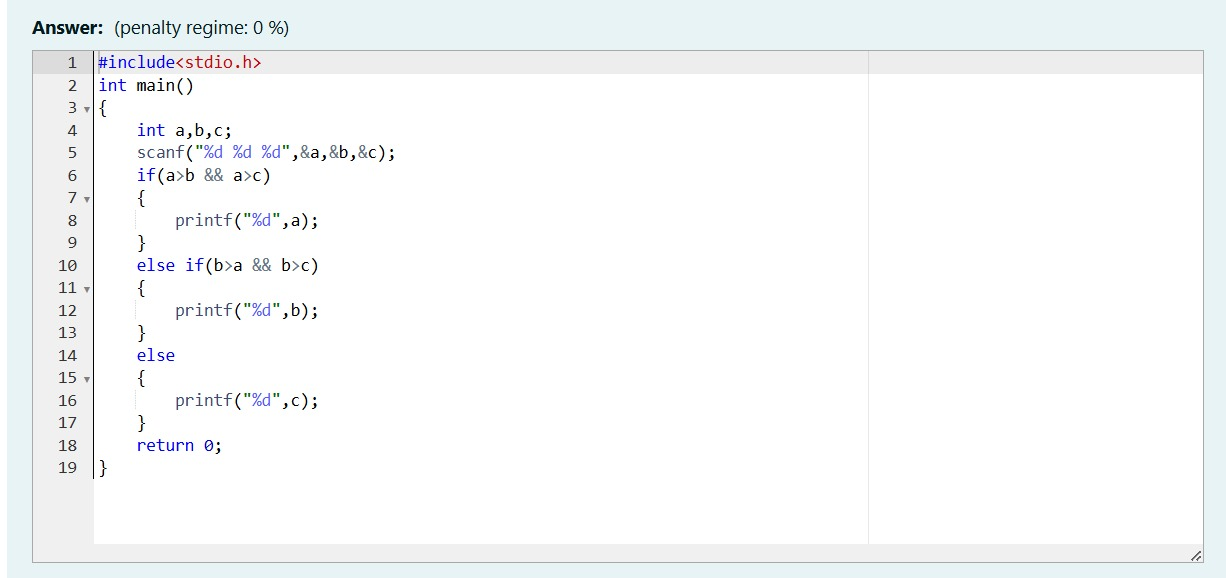 Answer: (penalty regime: 0 %)
1 #include<stdio.h>
2 int main()
3 {
4     int a,b,c;
5     scanf("%d %d %d",&a,&b,&c);
6     if(a>b && a>c)
7     {
8         printf("%d",a);
9     }
10     else if(b>a && b>c)
11     {
12         printf("%d",b);
13     }
14     else
15     {
16         printf("%d",c);
17     }
18     return 0;
19 }